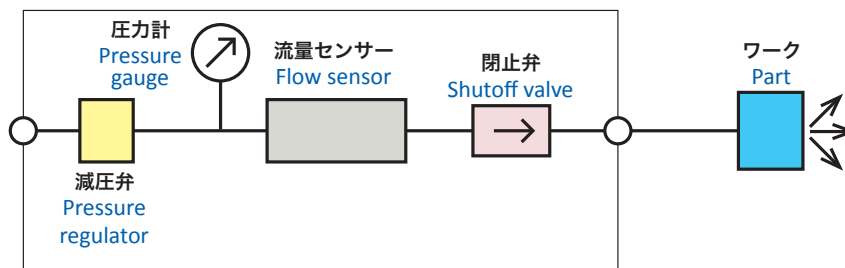 圧力計
Pressure
gauge
流量センサー
Flow sensor
閉止弁
Shutoff valve
ワーク
Part
減圧弁
Pressure
regulator